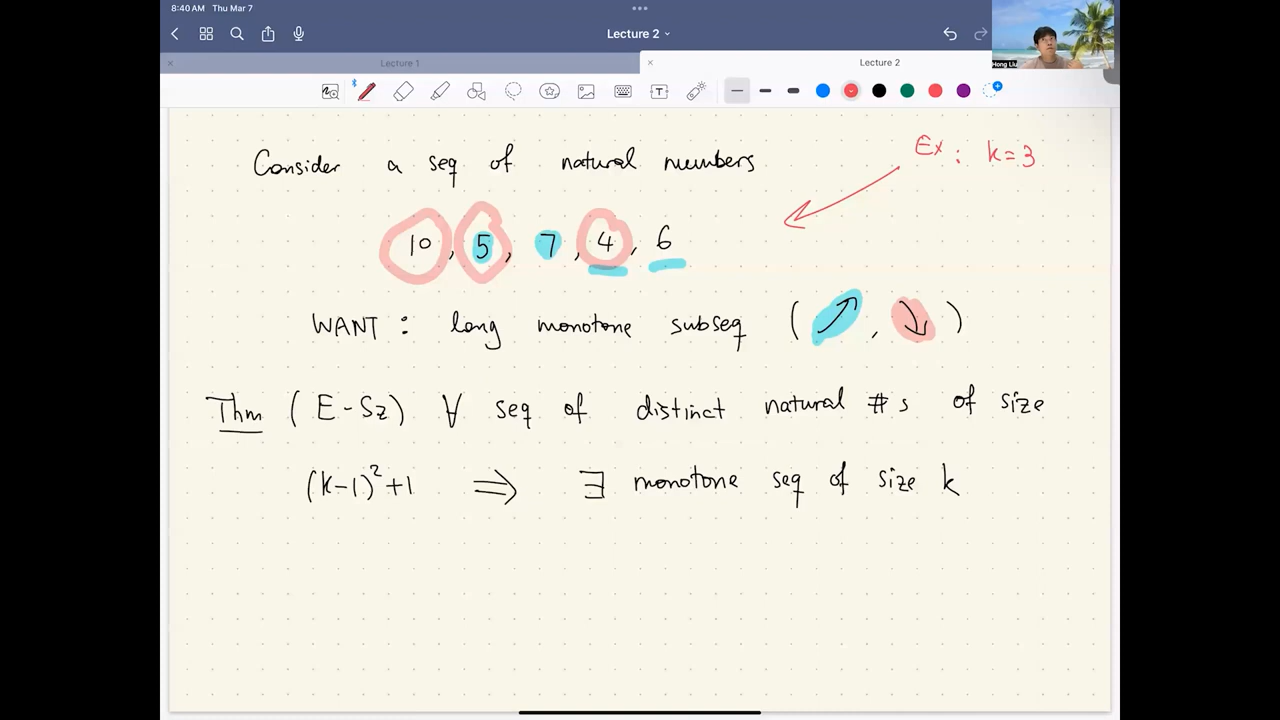 8:40 AM Thu Mar 7
Lecture 2
Hong Liu
Lecture 1
Lecture 2
Consider a seq of natural numbers
Ex : k=3
10, 5, 7, 4, 6
WANT : long monotone subseq (↗, ↘)
Thm (E-Sz) ∀ seq of distinct natural #s of size
(k-1)²+1 ⇒ ∃ monotone seq of size k